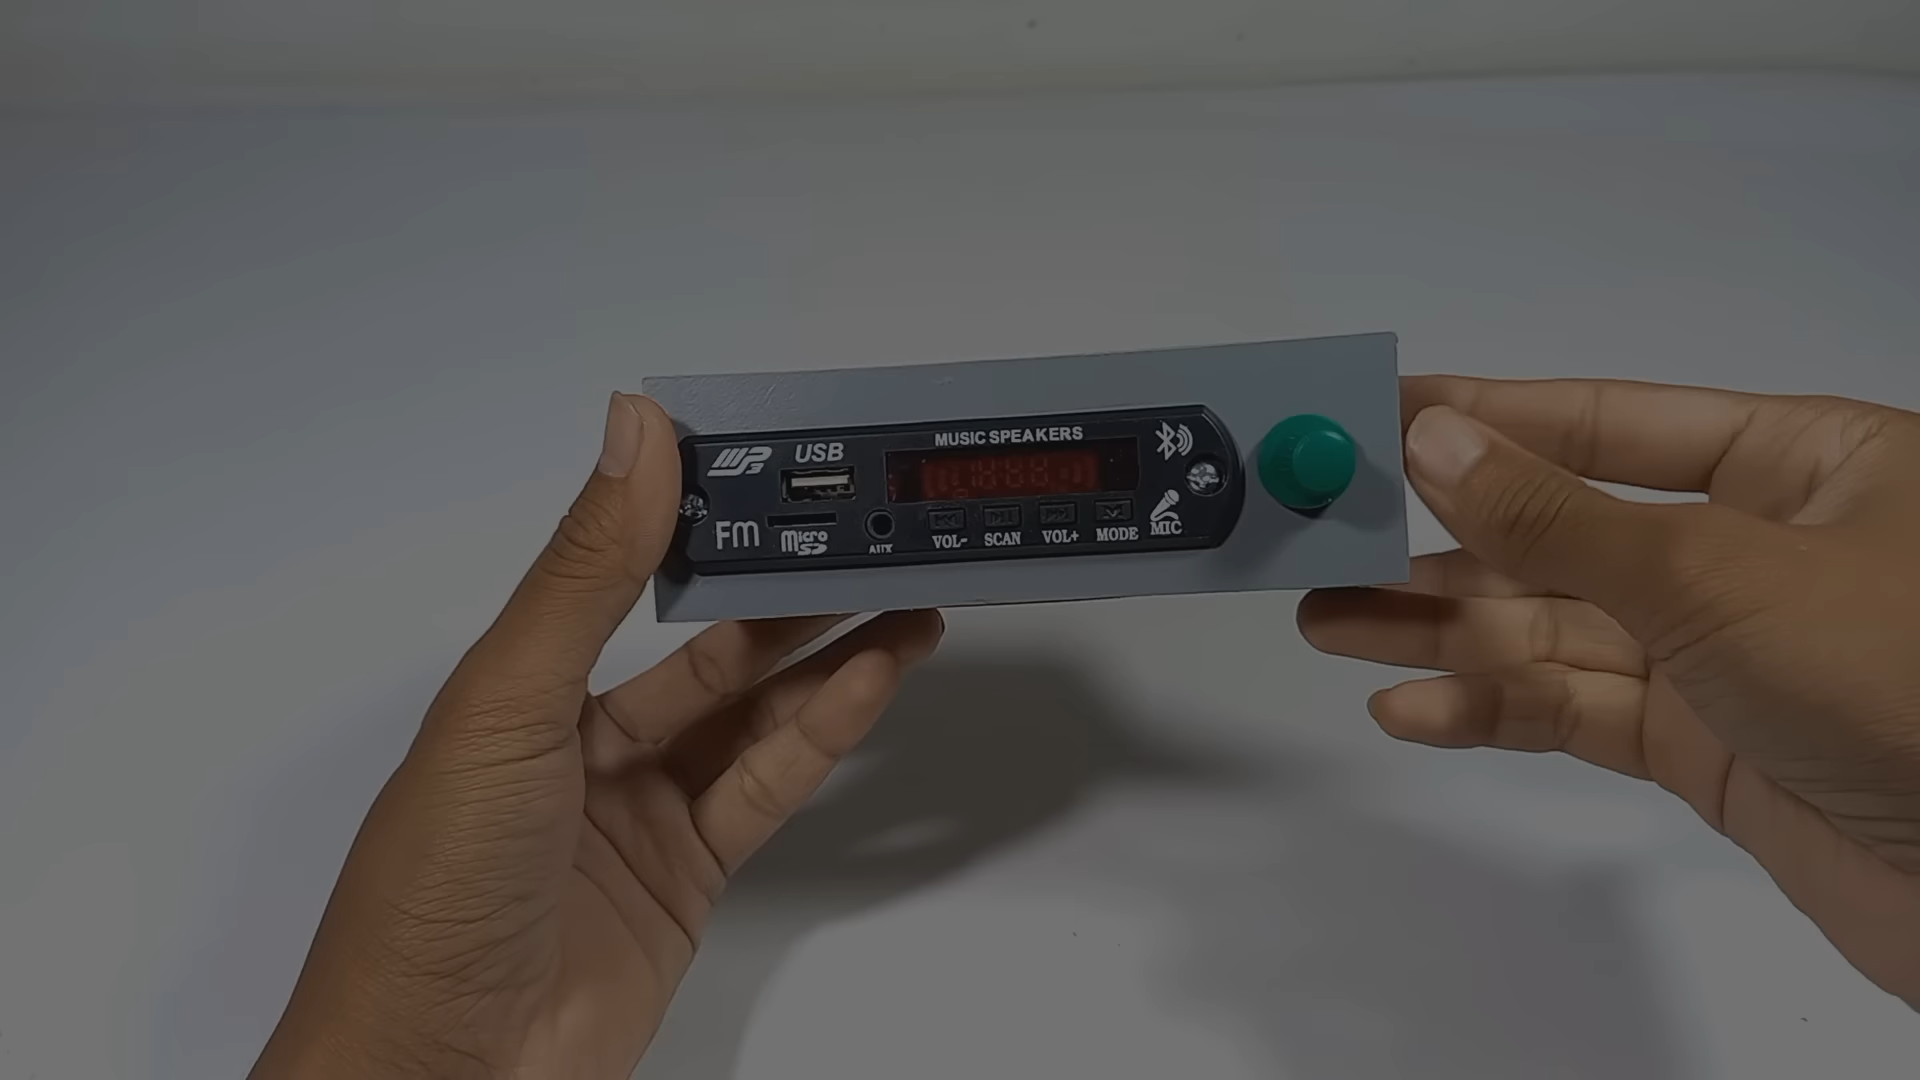 MP3
USB
MUSIC SPEAKERS
FM
Micro SD
AUX
VOL-
SCAN
VOL+
MODE
MIC